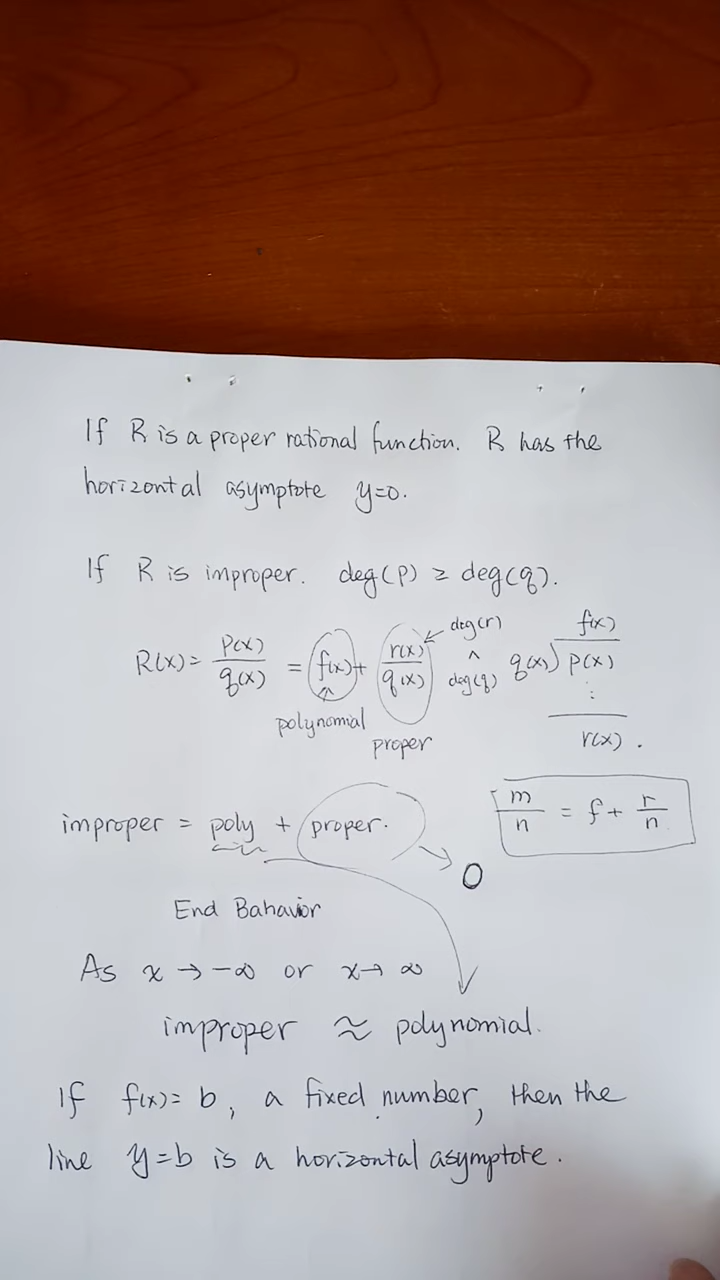 If R is a proper rational function. R has the
horizontal asymptote y=0.
If R is improper. deg(p) ≥ deg(q).
R(x) = p(x)/q(x) = f(x) + r(x)/q(x)
polynomial
proper
deg(r)
^
deg(q)
f(x)
q(x) ) p(x)
⋮
r(x).
improper = poly + proper.
→ 0
m/n = f + r/n
End Bahavior
As x → -∞ or x → ∞
improper ≈ polynomial.
If f(x) = b, a fixed number, then the
line y=b is a horizontal asymptote.